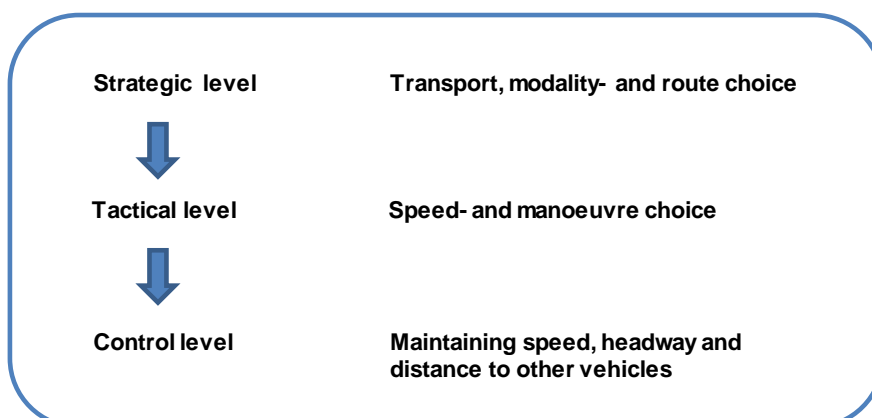 Strategic level Transport, modality- and route choice
Tactical level Speed- and manoeuvre choice
Control level Maintaining speed, headway and
distance to other vehicles